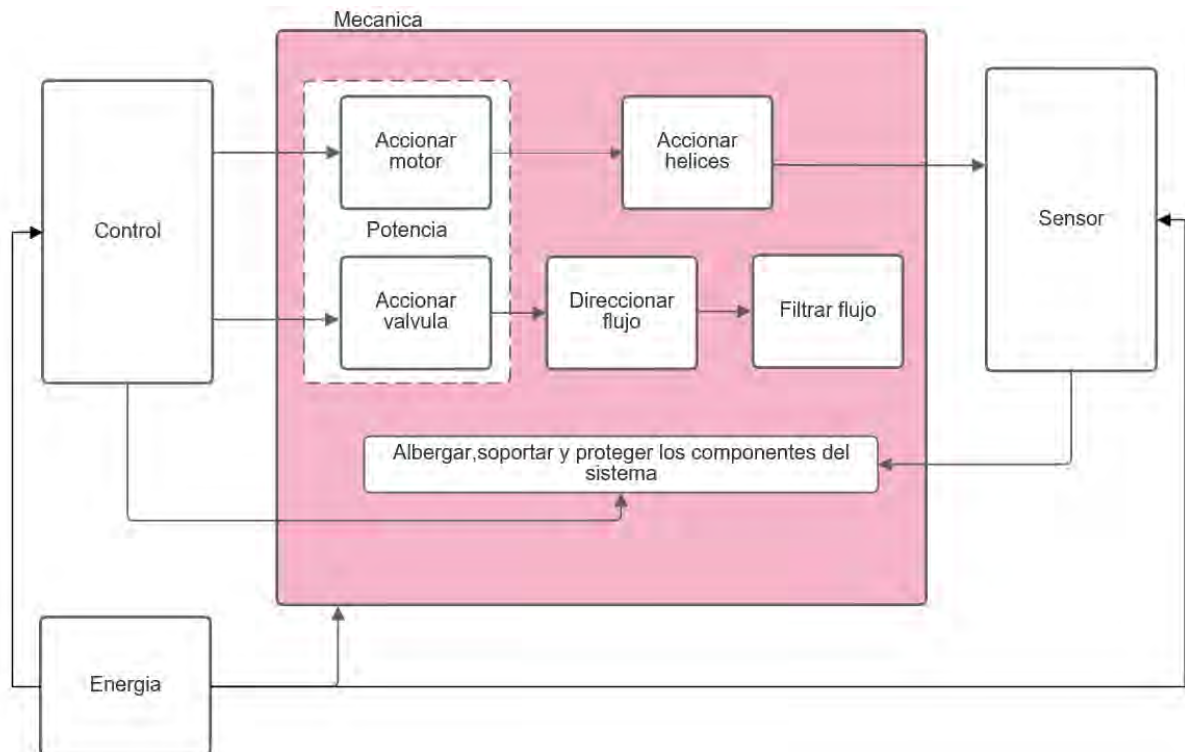 Mecanica
Control
Accionar
motor
Accionar
helices
Sensor
Potencia
Accionar
valvula
Direccionar
flujo
Filtrar flujo
Albergar,soportar y proteger los componentes del
sistema
Energia